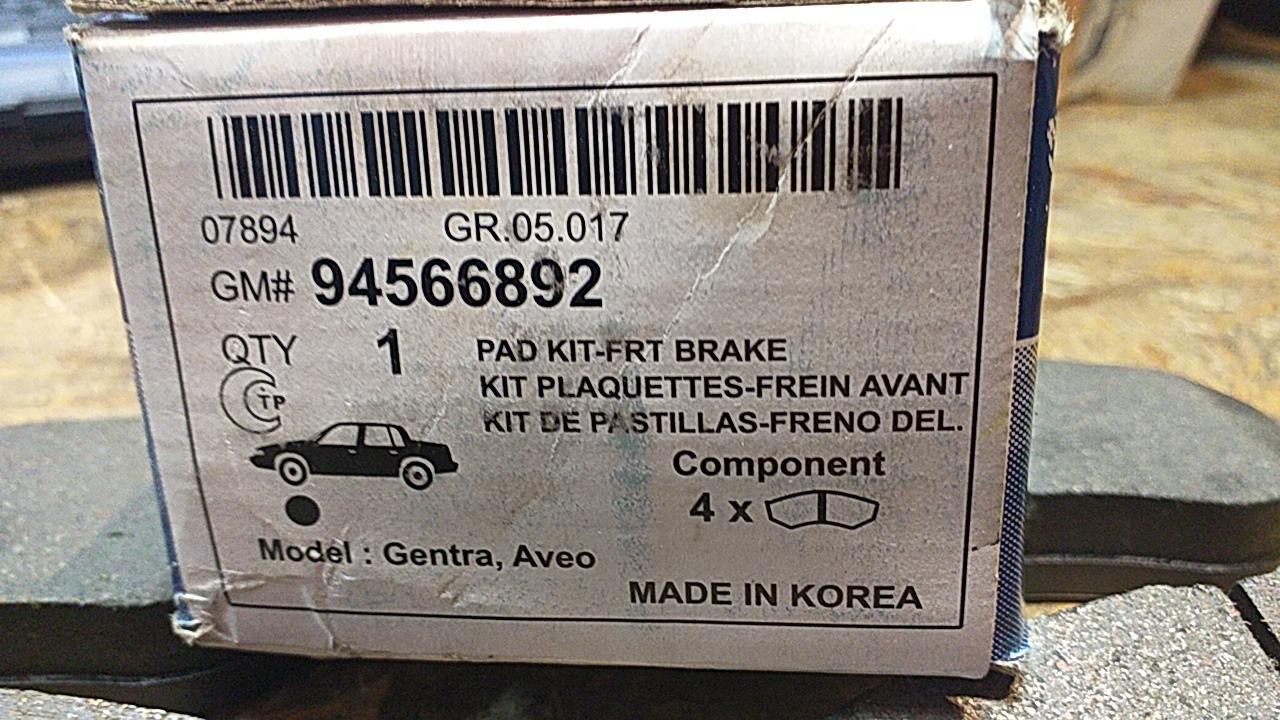 07894 GR.05.017
GM# 94566892
QTY 1 PAD KIT-FRT BRAKE
KIT PLAQUETTES-FREIN AVANT
TP KIT DE PASTILLAS-FRENO DEL.
Component
4 x
Model : Gentra, Aveo
MADE IN KOREA